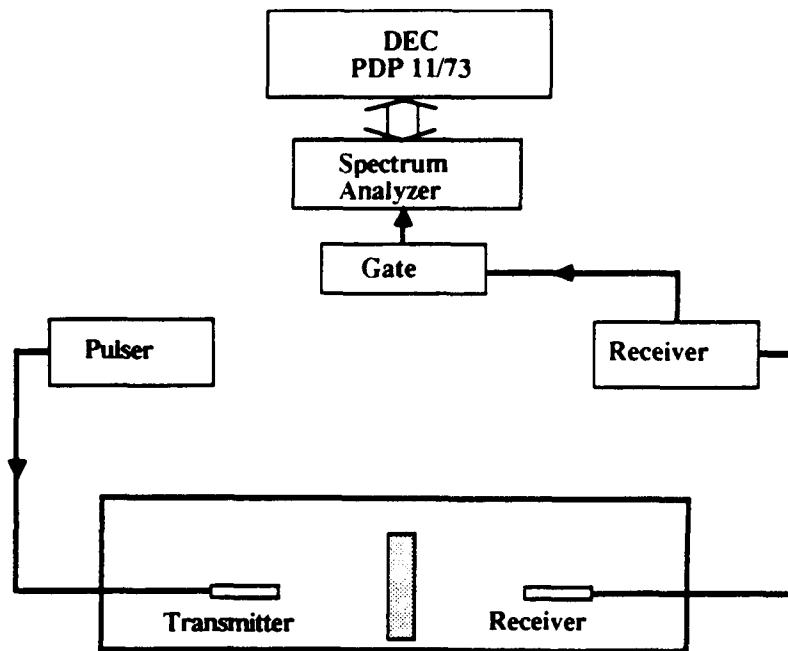 DEC
PDP 11/73
Spectrum
Analyzer
Gate
Pulser
Receiver
Transmitter
Receiver